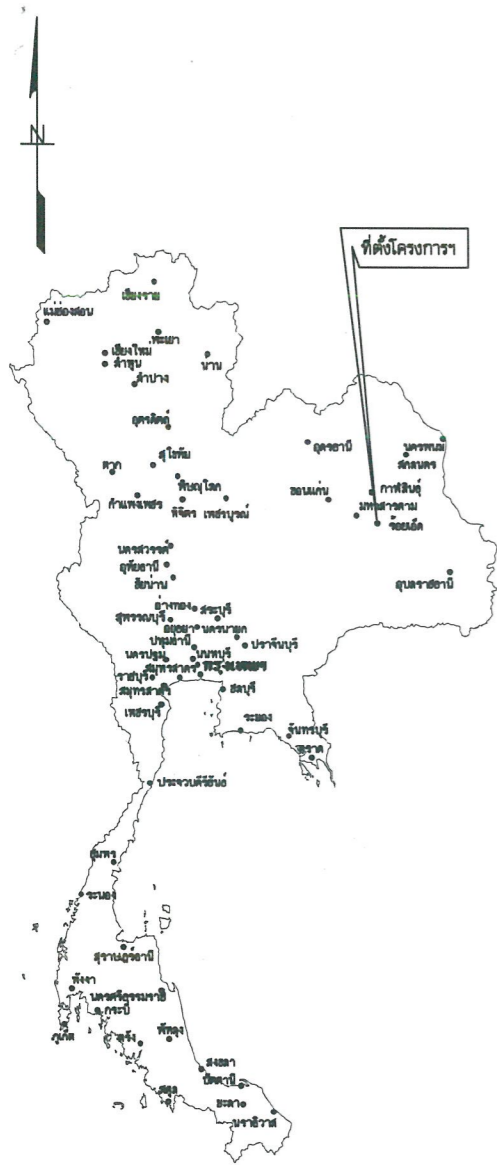 N
ที่ตั้งโครงการฯ
เชียงราย
แม่ฮ่องสอน
พะเยา
เชียงใหม่
น่าน
ลำพูน
ลำปาง
อุตรดิตถ์
อุดรธานี
นครพนม
สกลนคร
สุโขทัย
ตาก
พิษณุโลก
กำแพงเพชร
พิจิตร
เพชรบูรณ์
ขอนแก่น
กาฬสินธุ์
มหาสารคาม
ร้อยเอ็ด
นครสวรรค์
อุทัยธานี
อุบลราชธานี
อ่างทอง
สระบุรี
สุพรรณบุรี
อยุธยา
นครนายก
ปทุมธานี
ปราจีนบุรี
นครปฐม
นนทบุรี
สมุทรสาคร
กรุงเทพฯ
ราชบุรี
ชลบุรี
เพชรบุรี
ระยอง
จันทรบุรี
ตราด
ประจวบคีรีขันธ์
ชุมพร
ระนอง
สุราษฎร์ธานี
พังงา
กระบี่
ภูเก็ต
ตรัง
พัทลุง
สงขลา
ปัตตานี
สตูล
ยะลา
นราธิวาส